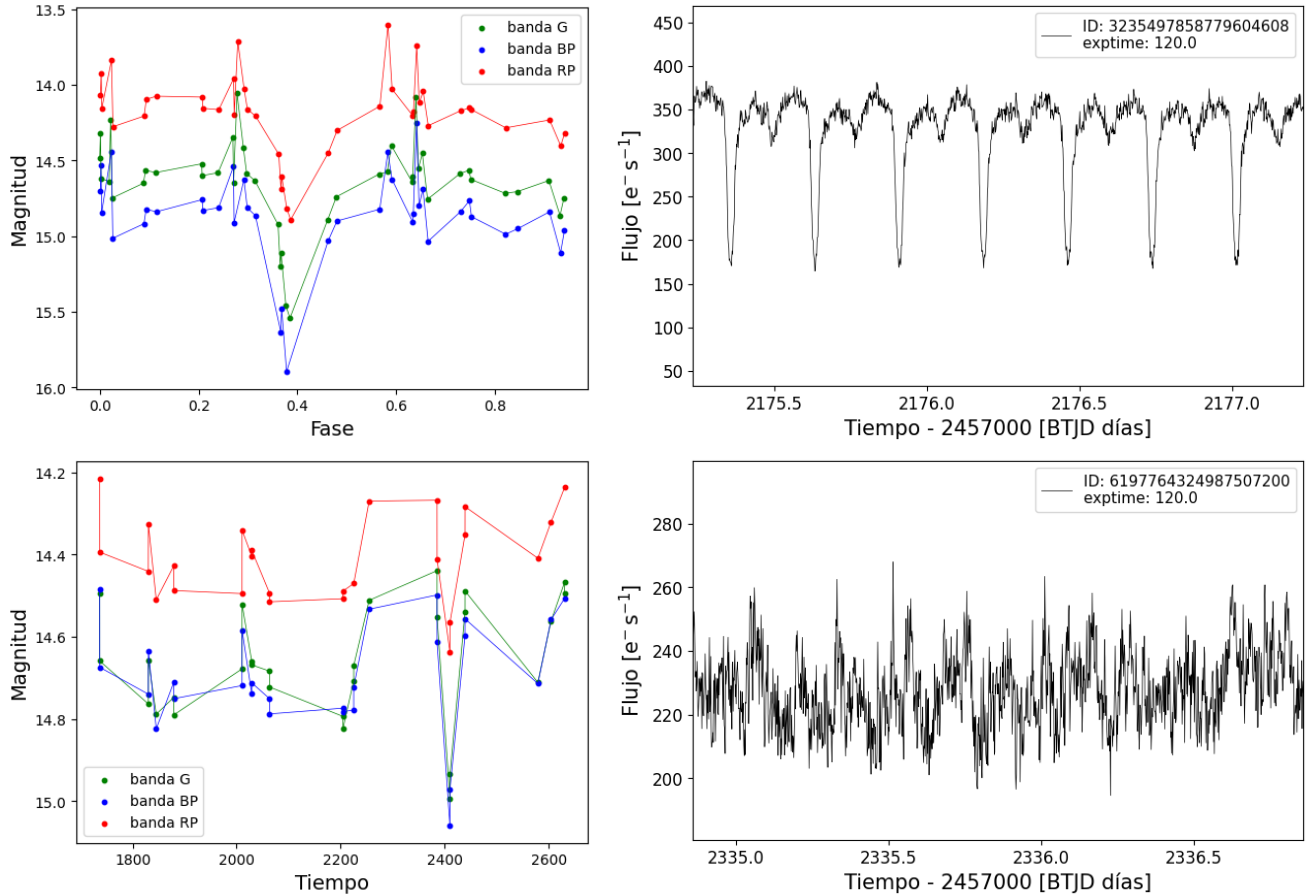 13.5
14.0
14.5
15.0
15.5
16.0
Magnitud
banda G
banda BP
banda RP
0.0
0.2
0.4
0.6
0.8
Fase
450
400
350
300
250
200
150
100
50
Flujo [e⁻ s⁻¹]
ID: 3235497858779604608
exptime: 120.0
2175.5
2176.0
2176.5
2177.0
Tiempo - 2457000 [BTJD días]
14.2
14.4
14.6
14.8
15.0
Magnitud
banda G
banda BP
banda RP
1800
2000
2200
2400
2600
Tiempo
280
260
240
220
200
Flujo [e⁻ s⁻¹]
ID: 6197764324987507200
exptime: 120.0
2335.0
2335.5
2336.0
2336.5
Tiempo - 2457000 [BTJD días]